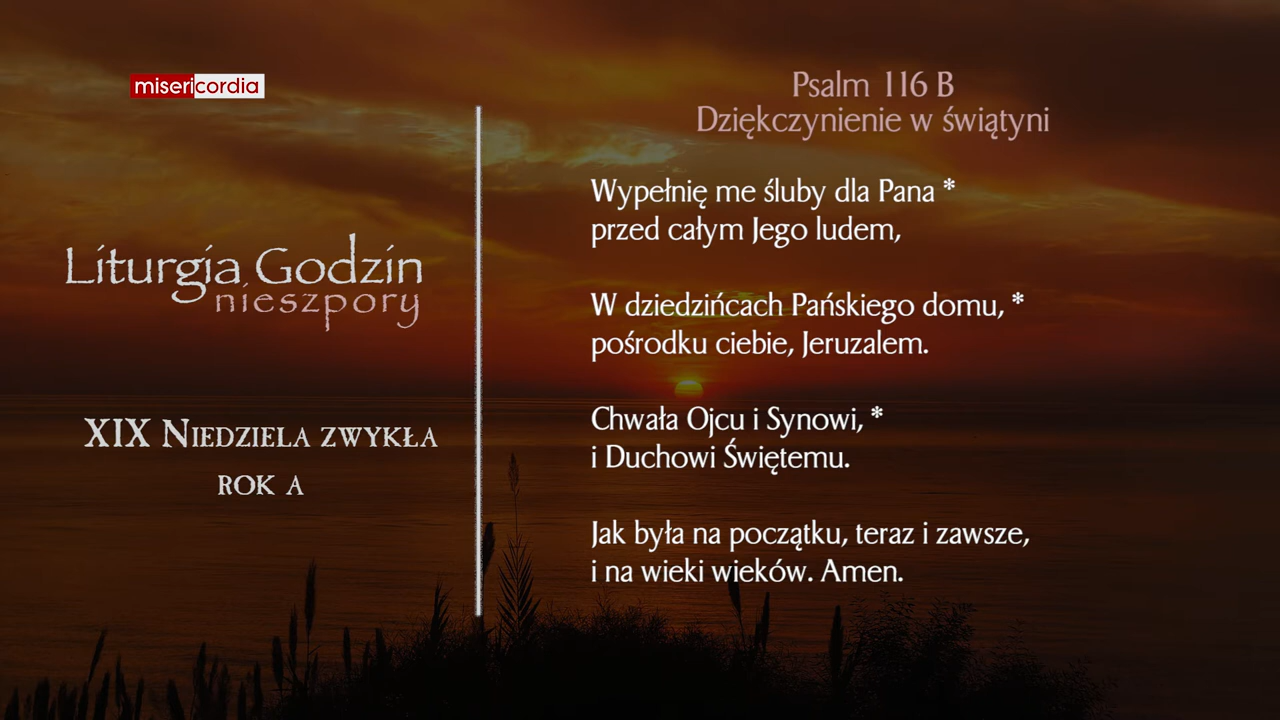 misericordia
Liturgia Godzin
nieszpory
XIX Niedziela zwykła
rok A
Psalm 116 B
Dziękczynienie w świątyni
Wypełnię me śluby dla Pana *
przed całym Jego ludem,
W dziedzińcach Pańskiego domu, *
pośrodku ciebie, Jeruzalem.
Chwała Ojcu i Synowi, *
i Duchowi Świętemu.
Jak była na początku, teraz i zawsze,
i na wieki wieków. Amen.